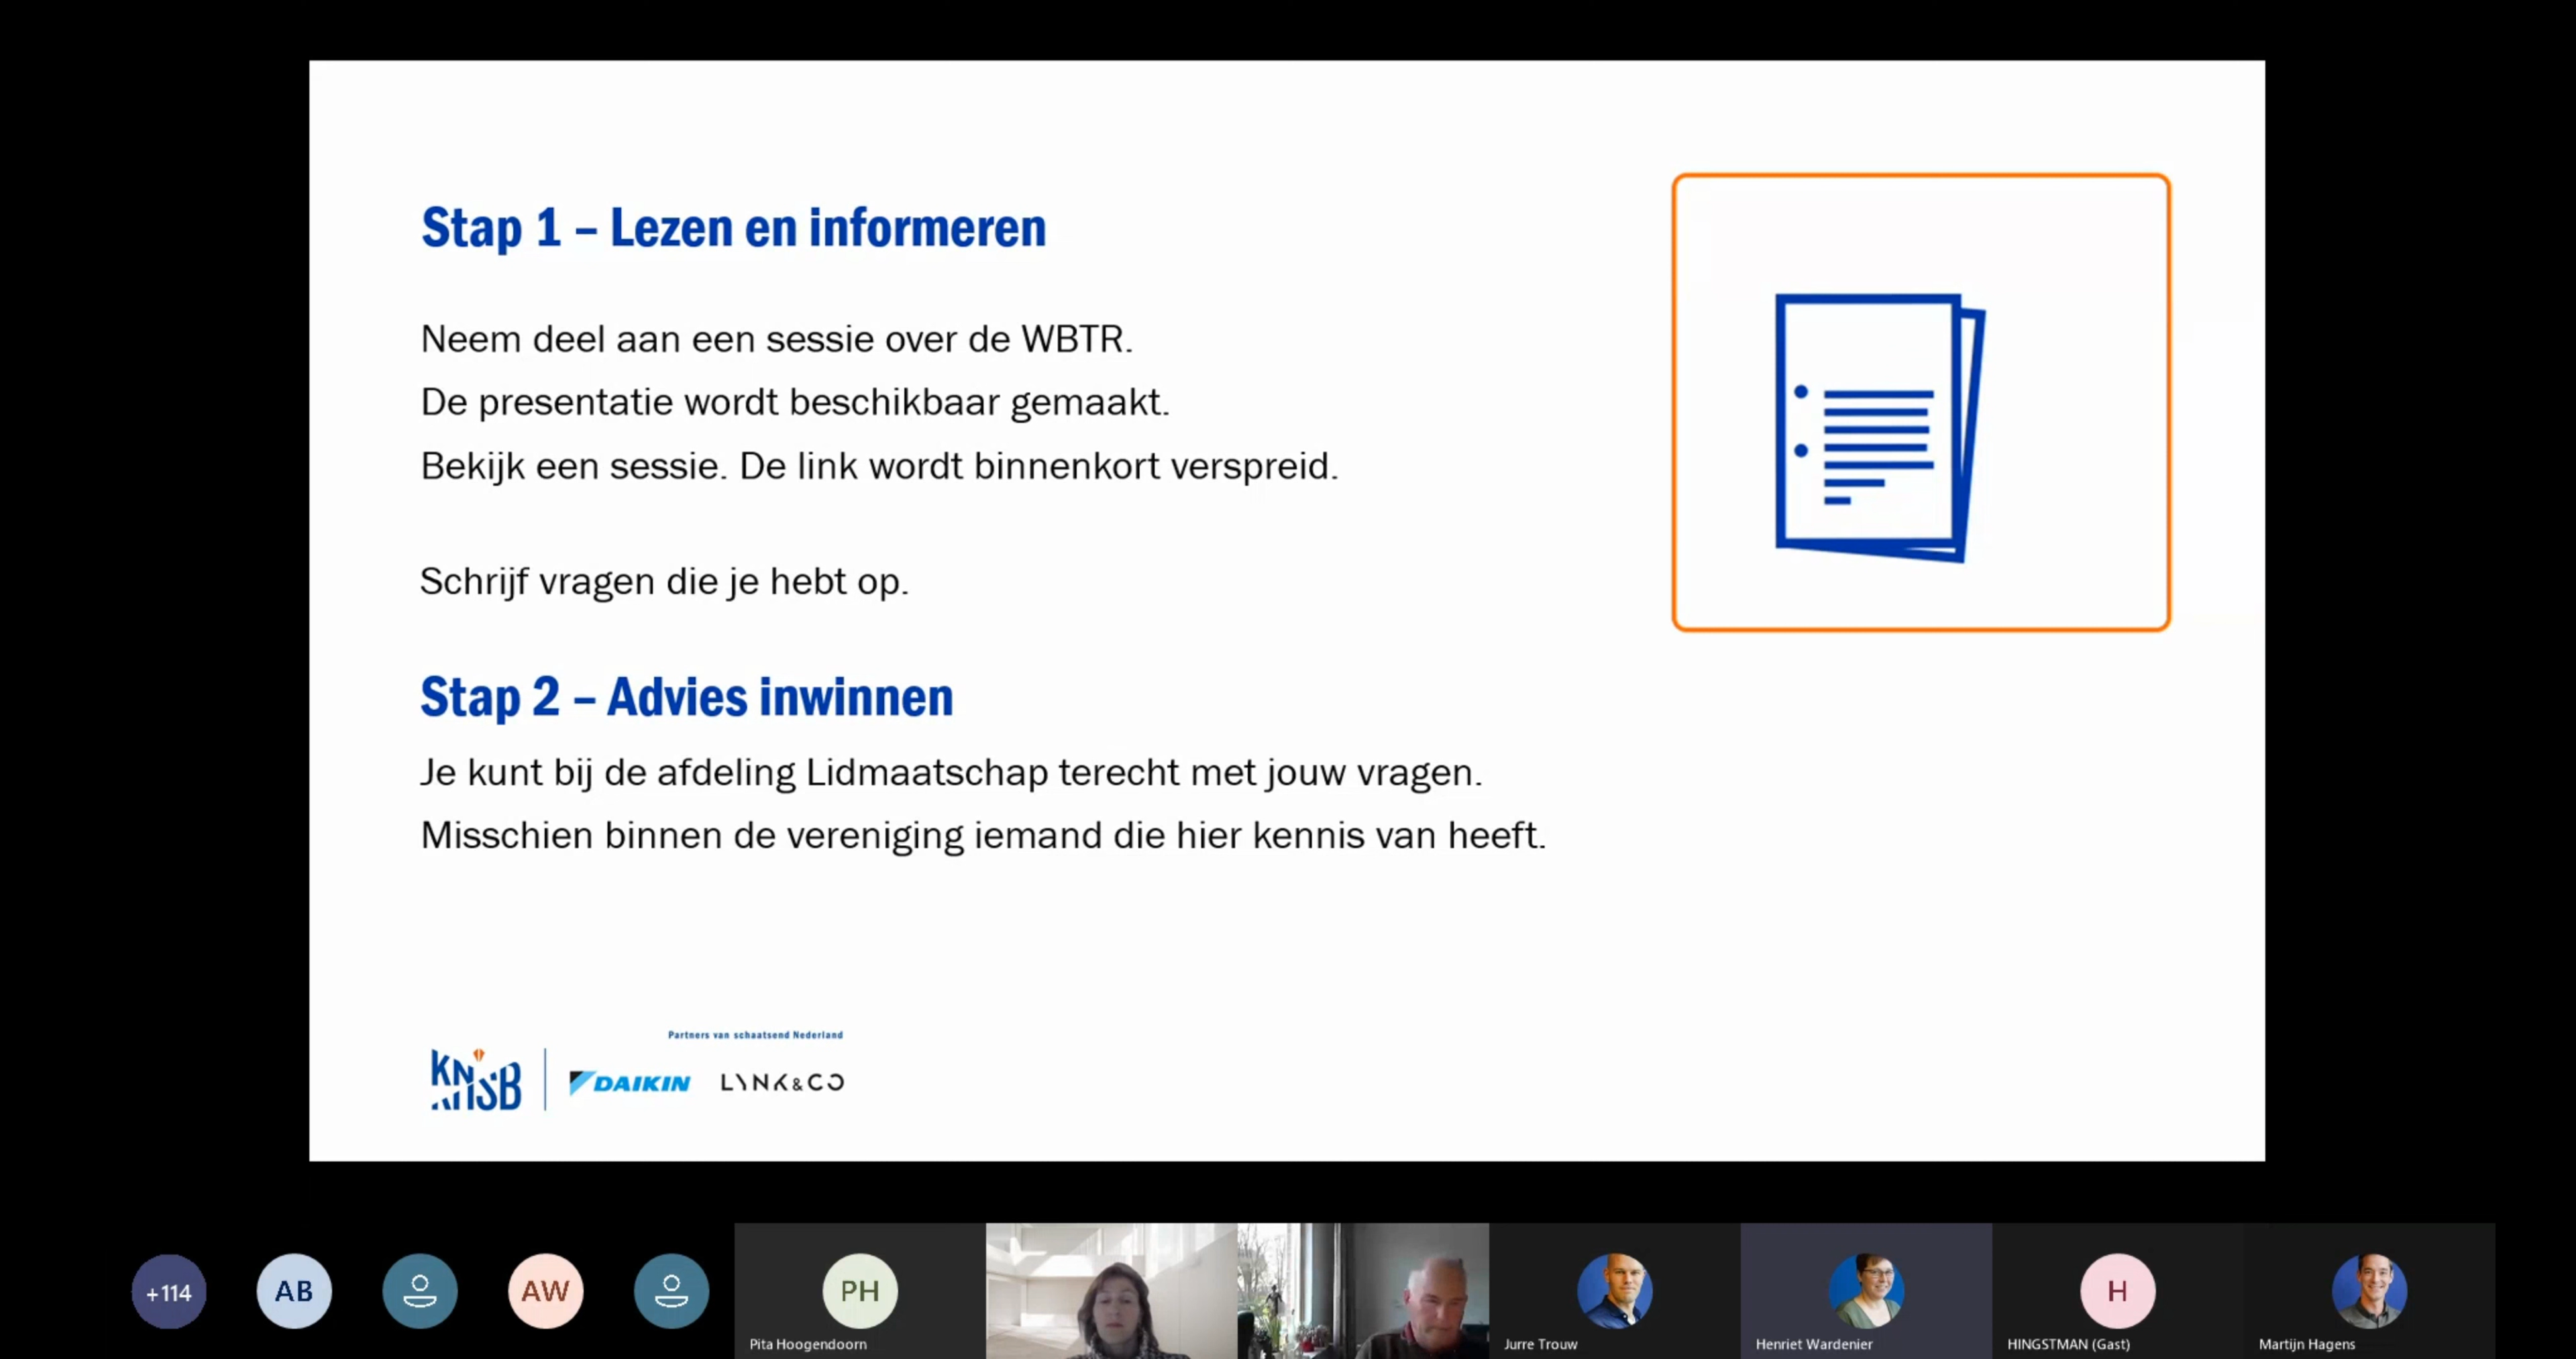 Stap 1 – Lezen en informeren
Neem deel aan een sessie over de WBTR.
De presentatie wordt beschikbaar gemaakt.
Bekijk een sessie. De link wordt binnenkort verspreid.
Schrijf vragen die je hebt op.
Stap 2 – Advies inwinnen
Je kunt bij de afdeling Lidmaatschap terecht met jouw vragen.
Misschien binnen de vereniging iemand die hier kennis van heeft.
Partners van schaatsend Nederland
KNSB
DAIKIN
LYNK&CO
+114
AB
AW
PH
H
Pita Hoogendoorn
Jurre Trouw
Henriet Wardenier
HINGSTMAN (Gast)
Martijn Hagens